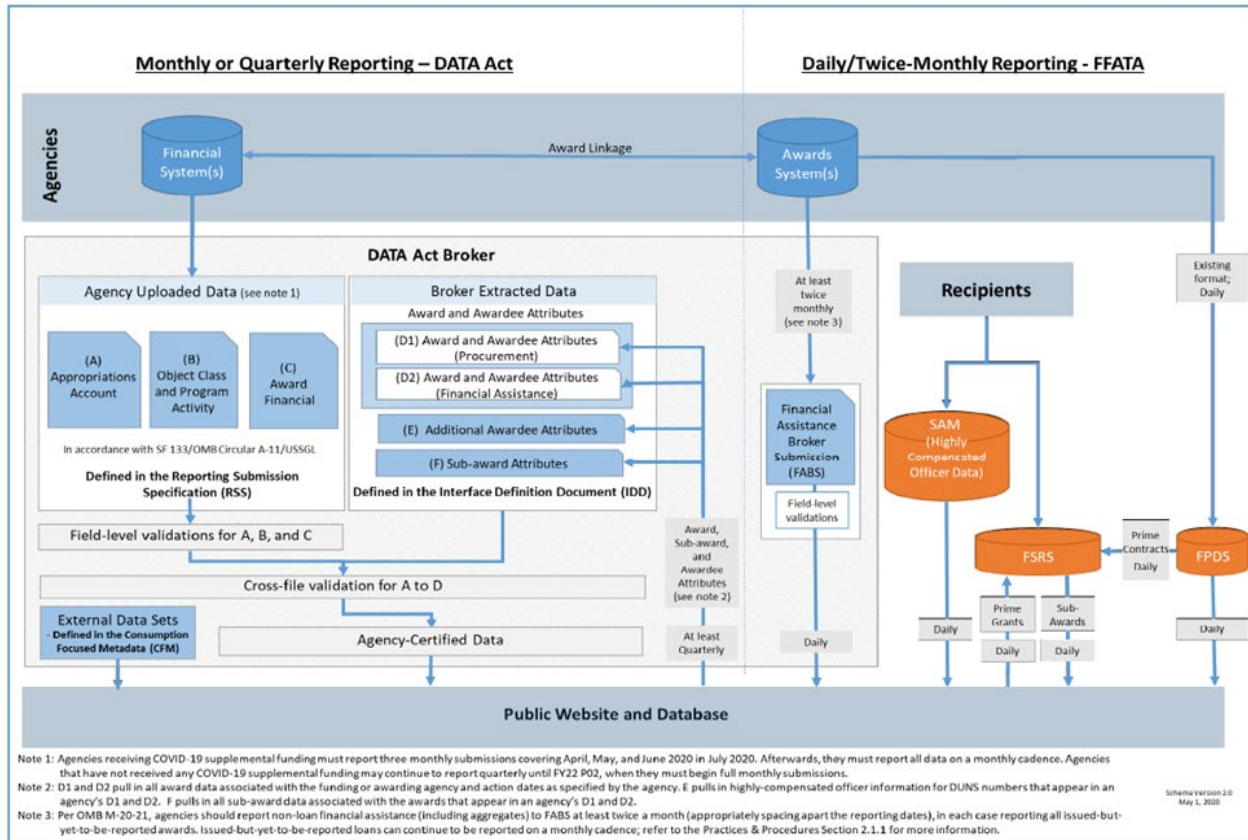 Monthly or Quarterly Reporting – DATA Act
Daily/Twice-Monthly Reporting - FFATA
Agencies
Financial
System(s)
Award Linkage
Awards
System(s)
DATA Act Broker
Agency Uploaded Data (see note 1)
(A)
Appropriations
Account
(B)
Object Class
and Program
Activity
(C)
Award
Financial
In accordance with SF 133/OMB Circular A-11/USSGL
Defined in the Reporting Submission
Specification (RSS)
Broker Extracted Data
Award and Awardee Attributes
(D1) Award and Awardee Attributes
(Procurement)
(D2) Award and Awardee Attributes
(Financial Assistance)
(E) Additional Awardee Attributes
(F) Sub-award Attributes
Defined in the Interface Definition Document (IDD)
Field-level validations for A, B, and C
Cross-file validation for A to D
External Data Sets
- Defined in the Consumption
Focused Metadata (CFM)
Agency-Certified Data
Award,
Sub-award,
and
Awardee
Attributes
(see note 2)
At least
Quarterly
At least
twice
monthly
(see note 3)
Financial
Assistance
Broker
Submission
(FABS)
Field-level
validations
Daily
Recipients
Existing
format;
Daily
SAM
(Highly
Compensated
Officer Data)
FSRS
Prime
Contracts
Daily
FPDS
Daily
Prime
Grants
Daily
Sub-
Awards
Daily
Daily
Public Website and Database
Note 1: Agencies receiving COVID-19 supplemental funding must report three monthly submissions covering April, May, and June 2020 in July 2020. Afterwards, they must report all data on a monthly cadence. Agencies
that have not received any COVID-19 supplemental funding may continue to report quarterly until FY22 P02, when they must begin full monthly submissions.
Note 2: D1 and D2 pull in all award data associated with the funding or awarding agency and action dates as specified by the agency. E pulls in highly-compensated officer information for DUNS numbers that appear in an
agency's D1 and D2. F pulls in all sub-award data associated with the awards that appear in an agency's D1 and D2.
Note 3: Per OMB M-20-21, agencies should report non-loan financial assistance (including aggregates) to FABS at least twice a month (appropriately spacing apart the reporting dates), in each case reporting all issued-but-
yet-to-be-reported awards. Issued-but-yet-to-be-reported loans can continue to be reported on a monthly cadence; refer to the Practices & Procedures Section 2.1.1 for more information.
Schema Version 2.0
May 1, 2020